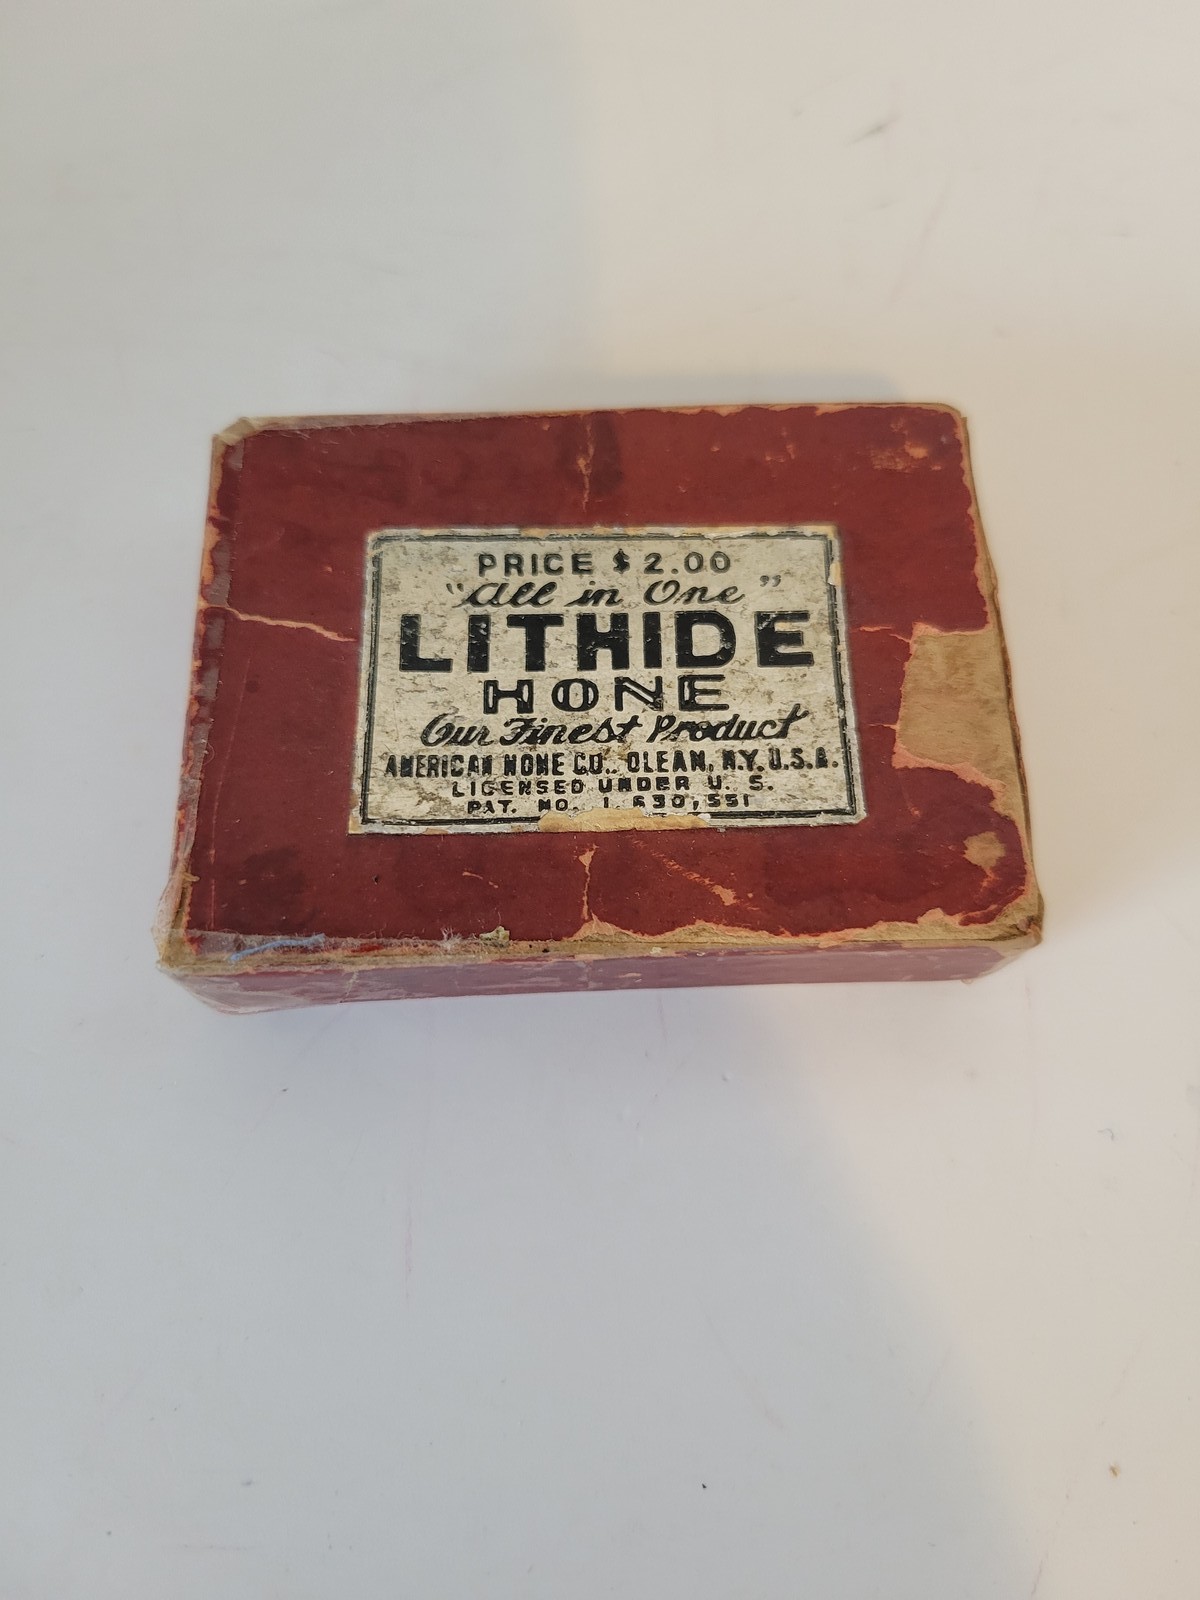 PRICE $2.00
"All in One"
LITHIDE
HONE
Our Finest Product
AMERICAN HONE CO., OLEAN, N.Y. U.S.A.
LICENSED UNDER U. S.
PAT. NO. 1,630,551